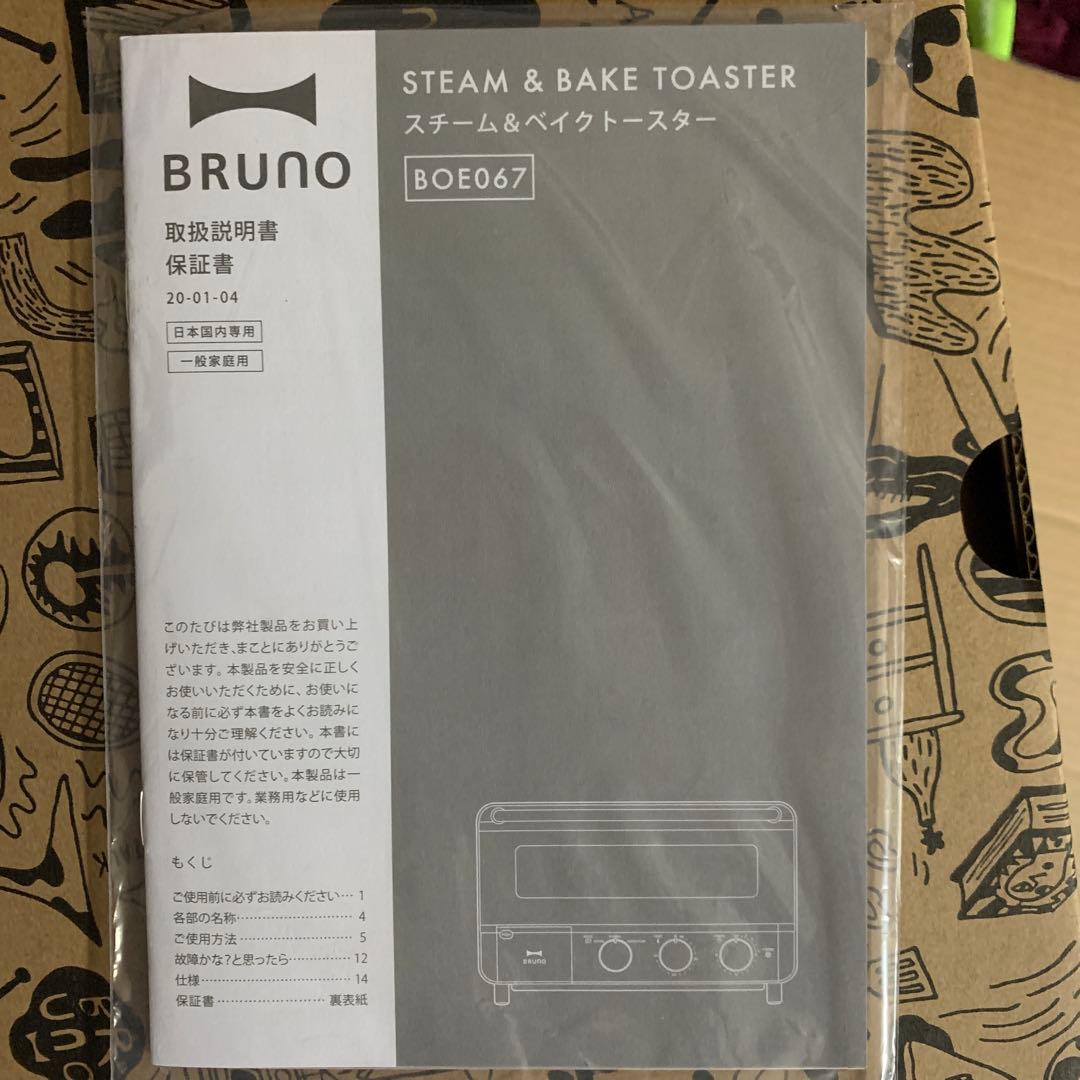 BRUNO
取扱説明書
保証書
20-01-04
日本国内専用
一般家庭用
STEAM & BAKE TOASTER
スチーム&ベイクトースター
BOE067
このたびは弊社製品をお買い上
げいただき、まことにありがとうご
ざいます。本製品を安全に正しく
お使いいただくために、お使いに
なる前に必ず本書をよくお読みに
なり十分ご理解ください。本書に
は保証書が付いていますので大切
に保管してください。本製品は一
般家庭用です。業務用などに使用
しないでください。
もくじ
ご使用前に必ずお読みください…1
各部の名称……………………4
ご使用方法……………………5
故障かな?と思ったら…………12
仕様……………………………14
保証書……………………裏表紙
BRUNO